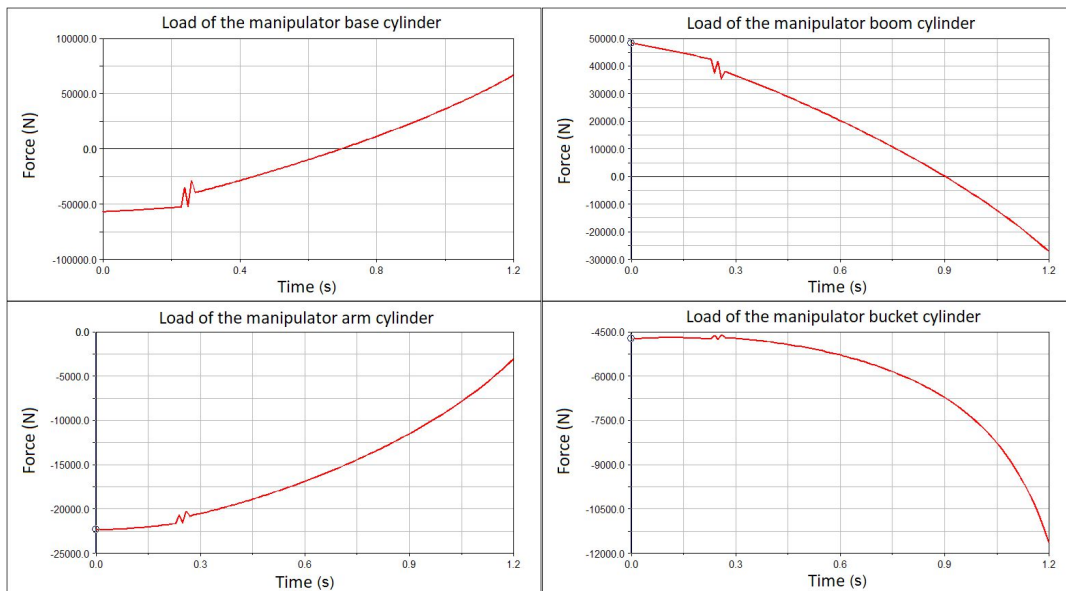 Load of the manipulator base cylinder
100000.0
50000.0
0.0
-50000.0
-100000.0
Force (N)
0.0 0.4 0.8 1.2
Time (s)
Load of the manipulator boom cylinder
50000.0
40000.0
30000.0
20000.0
10000.0
0.0
-10000.0
-20000.0
-30000.0
Force (N)
0.0 0.3 0.6 0.9 1.2
Time (s)
Load of the manipulator arm cylinder
0.0
-5000.0
-10000.0
-15000.0
-20000.0
-25000.0
Force (N)
0.0 0.3 0.6 0.9 1.2
Time (s)
Load of the manipulator bucket cylinder
-4500.0
-6000.0
-7500.0
-9000.0
-10500.0
-12000.0
Force (N)
0.0 0.3 0.6 0.9 1.2
Time (s)